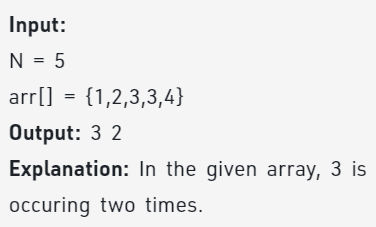 Input:
N = 5
arr[] = {1,2,3,3,4}
Output: 3 2
Explanation: In the given array, 3 is
occuring two times.